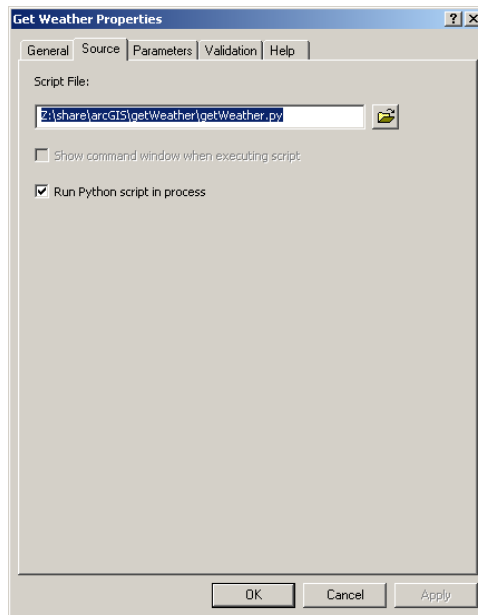 Get Weather Properties
General Source Parameters Validation Help
Script File:
Z:\share\arcGIS\getWeather\getWeather.py
Show command window when executing script
Run Python script in process
OK Cancel Apply